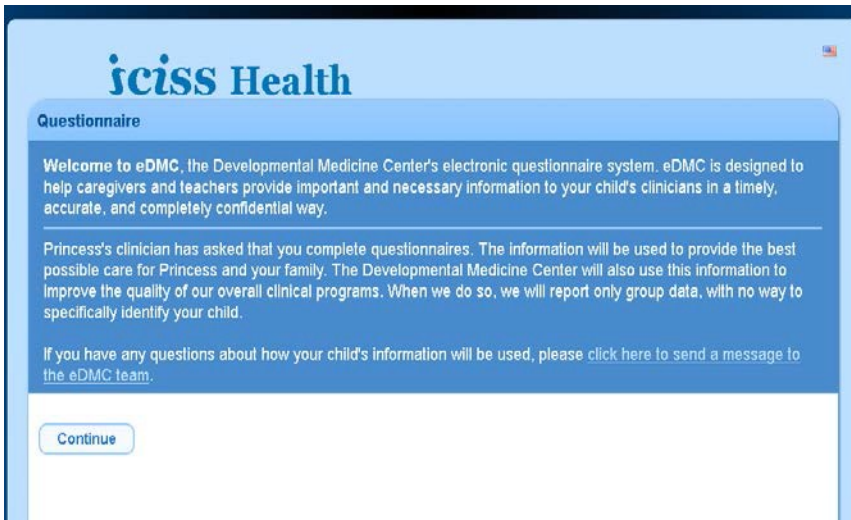 iciss Health
Questionnaire
Welcome to eDMC, the Developmental Medicine Center's electronic questionnaire system. eDMC is designed to
help caregivers and teachers provide important and necessary information to your child's clinicians in a timely,
accurate, and completely confidential way.
Princess's clinician has asked that you complete questionnaires. The information will be used to provide the best
possible care for Princess and your family. The Developmental Medicine Center will also use this information to
improve the quality of our overall clinical programs. When we do so, we will report only group data, with no way to
specifically identify your child.
If you have any questions about how your child's information will be used, please click here to send a message to
the eDMC team.
Continue